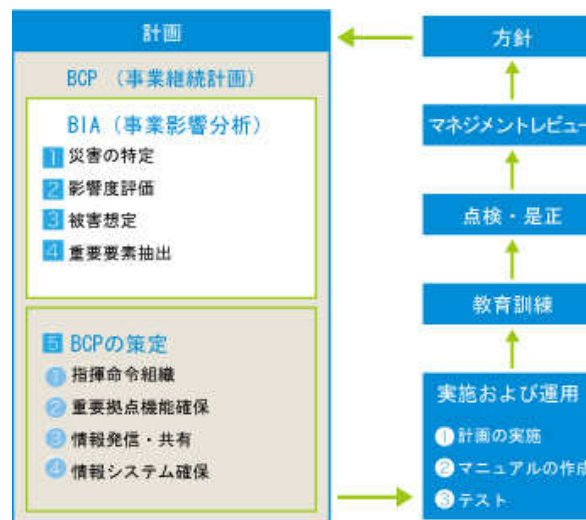 計画
BCP （事業継続計画）
BIA（事業影響分析）
1 災害の特定
2 影響度評価
3 被害想定
4 重要要素抽出
5 BCPの策定
1 指揮命令組織
2 重要拠点機能確保
3 情報発信・共有
4 情報システム確保
方針
マネジメントレビュー
点検・是正
教育訓練
実施および運用
1 計画の実施
2 マニュアルの作成
3 テスト